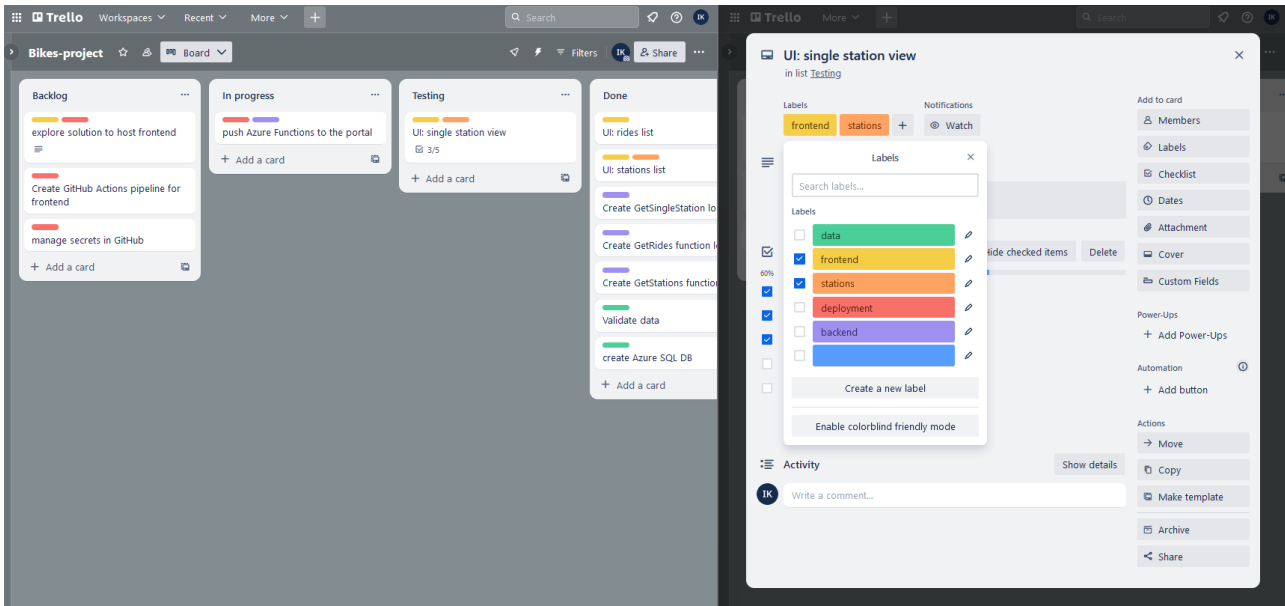 Trello Workspaces Recent More + Search IK
Bikes-project Board Filters IK Share ...
Backlog ...
explore solution to host frontend
Create GitHub Actions pipeline for
frontend
manage secrets in GitHub
+ Add a card
In progress ...
push Azure Functions to the portal
+ Add a card
Testing ...
UI: single station view
3/5
+ Add a card
Done
UI: rides list
UI: stations list
Create GetSingleStation lo
Create GetRides function l
Create GetStations function
Validate data
create Azure SQL DB
+ Add a card
Trello More + Search IK
UI: single station view
in list Testing
Labels
frontend stations +
Notifications
Watch
Labels
Search labels...
Labels
data
frontend
stations
deployment
backend
Create a new label
Enable colorblind friendly mode
Hide checked items Delete
60%
Activity Show details
IK Write a comment...
Add to card
Members
Labels
Checklist
Dates
Attachment
Cover
Custom Fields
Power-Ups
+ Add Power-Ups
Automation
+ Add button
Actions
Move
Copy
Make template
Archive
Share